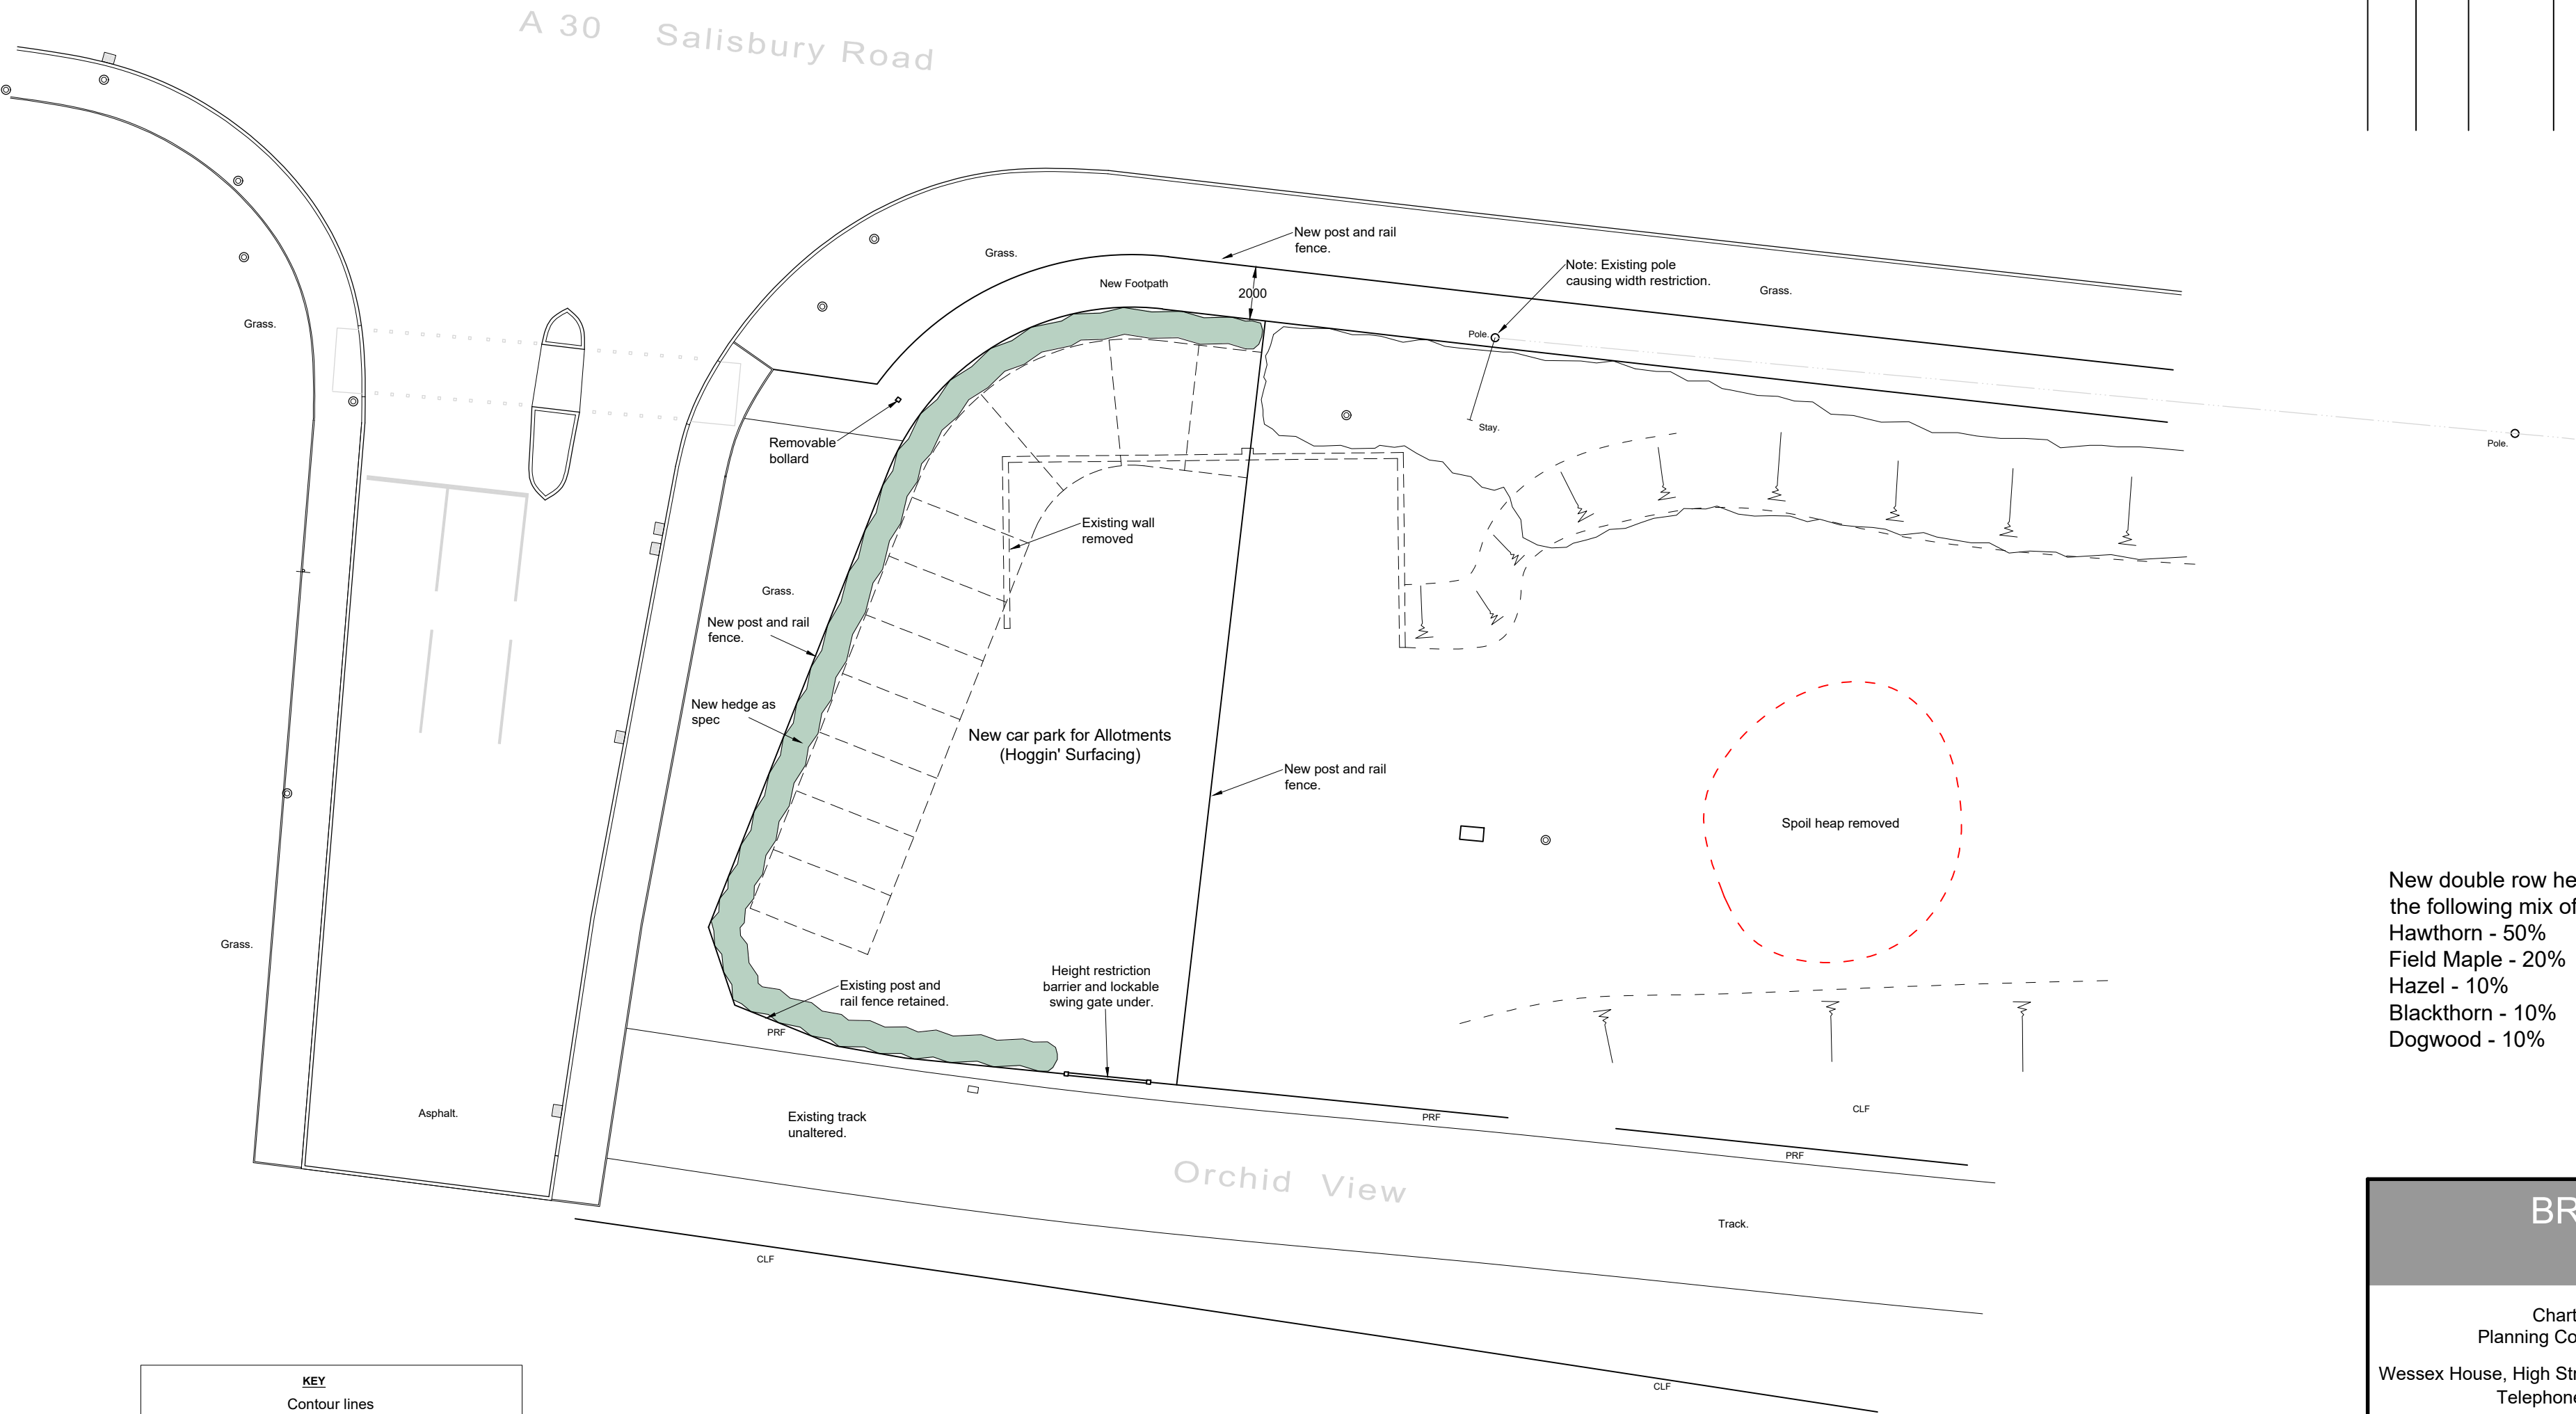 A 30 Salisbury Road
New post and rail
fence.
Grass.
Note: Existing pole
causing width restriction.
New Footpath
2000
Grass.
Grass.
Pole.
Stay.
Pole.
Removable
bollard
Existing wall
removed
Grass.
New post and rail
fence.
New hedge as
spec
New car park for Allotments
(Hoggin' Surfacing)
New post and rail
fence.
Spoil heap removed
New double row he
the following mix of
Hawthorn - 50%
Field Maple - 20%
Hazel - 10%
Blackthorn - 10%
Dogwood - 10%
Grass.
Existing post and
rail fence retained.
PRF
Height restriction
barrier and lockable
swing gate under.
Asphalt.
Existing track
unaltered.
PRF
CLF
PRF
Orchid View
Track.
CLF
CLF
KEY
Contour lines
BR
Chart
Planning Co
Wessex House, High Str
Telephone